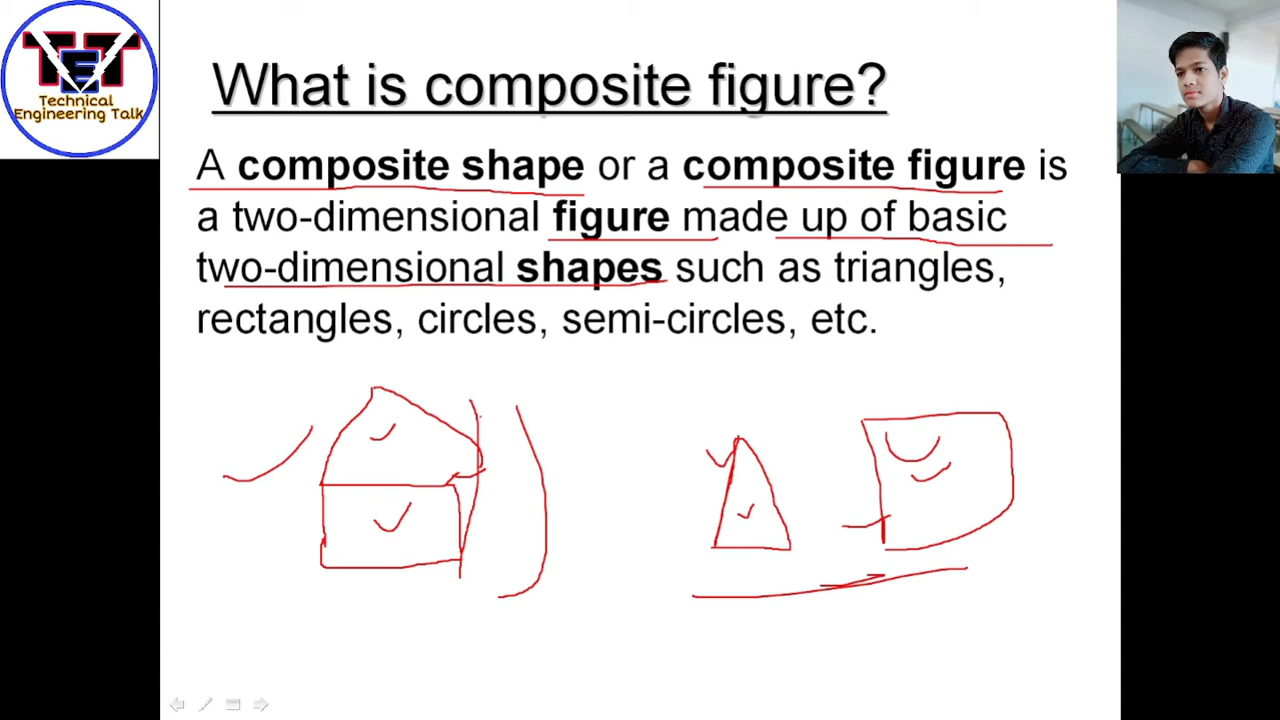 TET
Technical
Engineering Talk
What is composite figure?
A composite shape or a composite figure is
a two-dimensional figure made up of basic
two-dimensional shapes such as triangles,
rectangles, circles, semi-circles, etc.